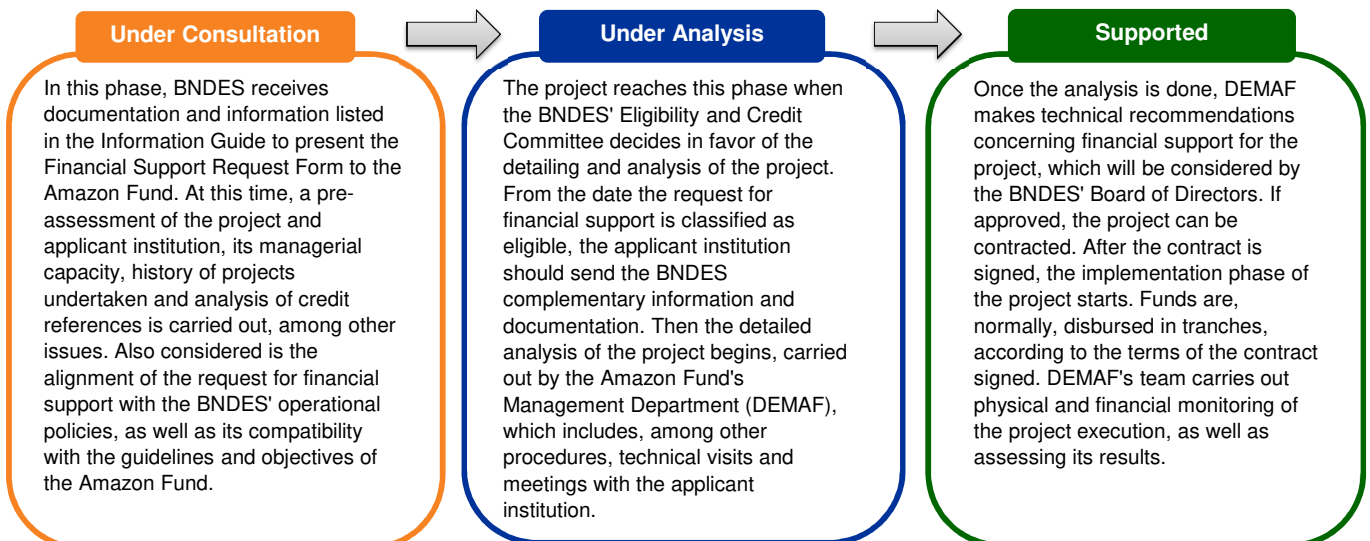 Under Consultation
In this phase, BNDES receives
documentation and information listed
in the Information Guide to present the
Financial Support Request Form to the
Amazon Fund. At this time, a pre-
assessment of the project and
applicant institution, its managerial
capacity, history of projects
undertaken and analysis of credit
references is carried out, among other
issues. Also considered is the
alignment of the request for financial
support with the BNDES' operational
policies, as well as its compatibility
with the guidelines and objectives of
the Amazon Fund.
Under Analysis
The project reaches this phase when
the BNDES' Eligibility and Credit
Committee decides in favor of the
detailing and analysis of the project.
From the date the request for
financial support is classified as
eligible, the applicant institution
should send the BNDES
complementary information and
documentation. Then the detailed
analysis of the project begins, carried
out by the Amazon Fund's
Management Department (DEMAF),
which includes, among other
procedures, technical visits and
meetings with the applicant
institution.
Supported
Once the analysis is done, DEMAF
makes technical recommendations
concerning financial support for the
project, which will be considered by
the BNDES' Board of Directors. If
approved, the project can be
contracted. After the contract is
signed, the implementation phase of
the project starts. Funds are,
normally, disbursed in tranches,
according to the terms of the contract
signed. DEMAF's team carries out
physical and financial monitoring of
the project execution, as well as
assessing its results.